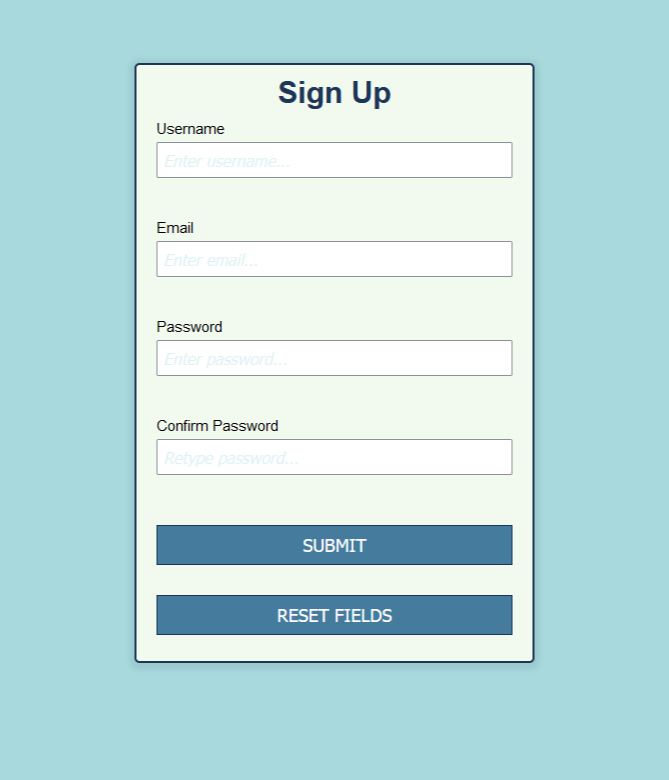 Sign Up
Username
Enter username...
Email
Enter email...
Password
Enter password...
Confirm Password
Retype password...
SUBMIT
RESET FIELDS